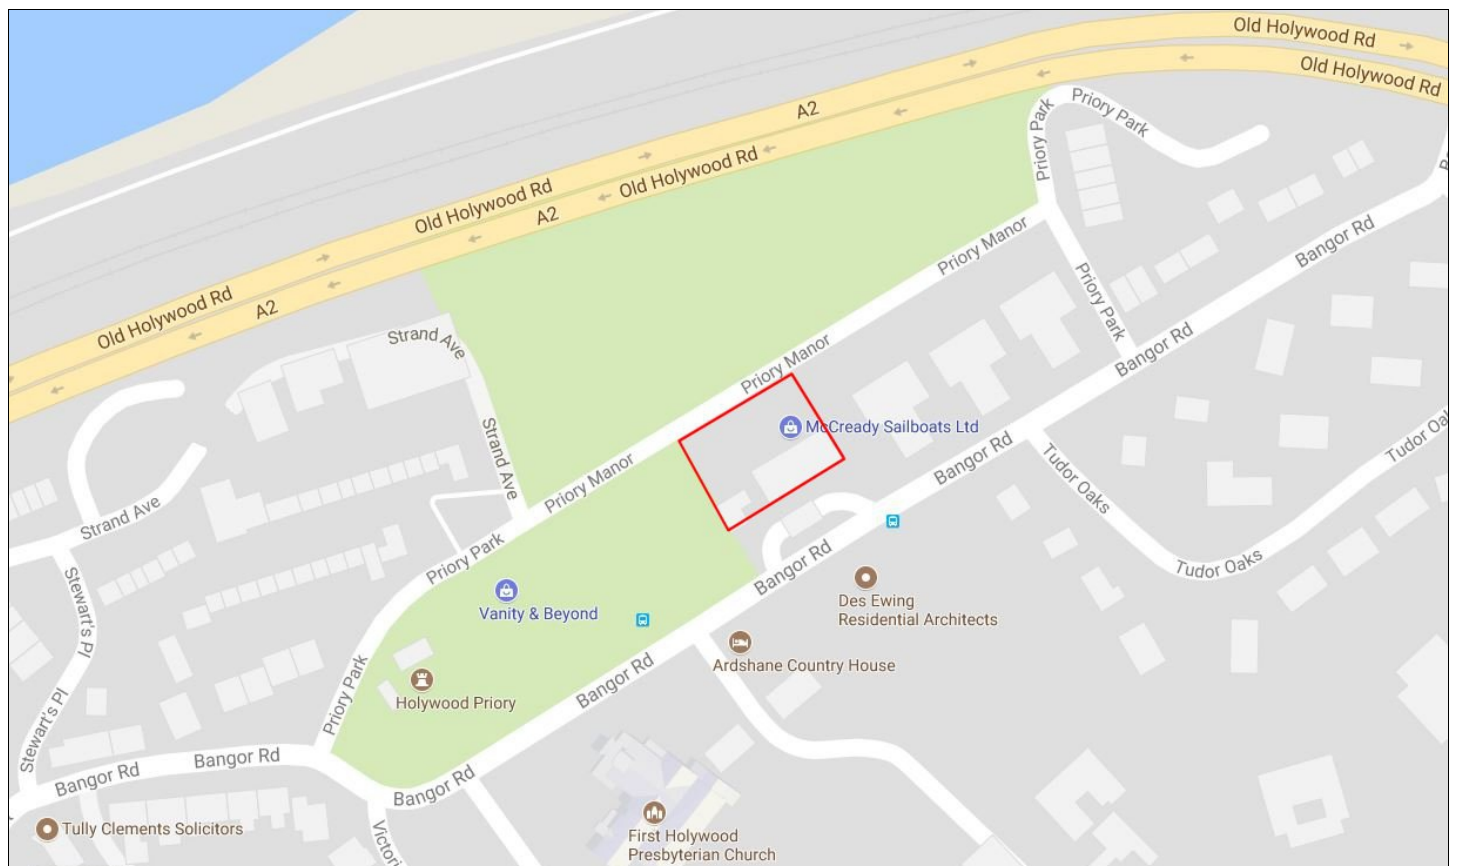 Old Holywood Rd
Old Holywood Rd
Priory Park
Priory Park
A2
Old Holywood Rd
Old Holywood Rd
A2
Priory Manor
Bangor Rd
Priory Park
Old Holywood Rd
A2
Strand Ave
Priory Manor
Bangor Rd
McCready Sailboats Ltd
Tudor Oa
Strand Ave
Priory Manor
Bangor Rd
Tudor Oaks
Strand Ave
Priory Park
Bangor Rd
Tudor Oaks
Stewart's Pl
Vanity & Beyond
Des Ewing
Residential Architects
Ardshane Country House
Bangor Rd
Priory Park
Holywood Priory
Stewart's Pl
Bangor Rd
Bangor Rd
Bangor Rd
Tully Clements Solicitors
Victori
First Holywood
Presbyterian Church